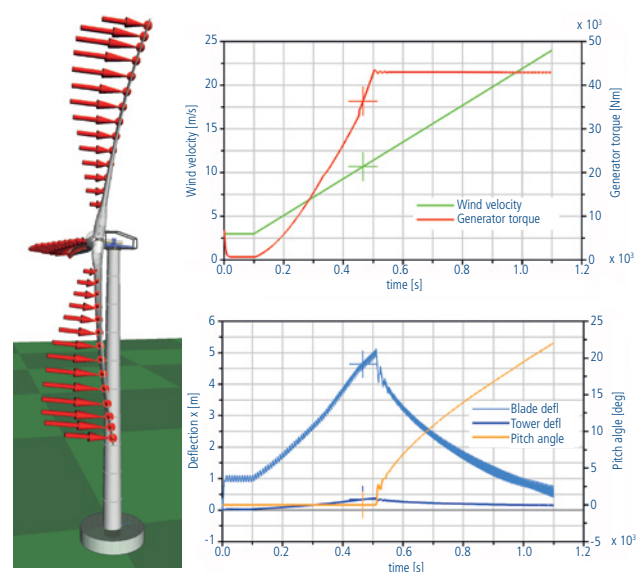 x 10³
25
20
15
10
5
0
Wind velocity [m/s]
50
40
30
20
10
0
Generator torque [Nm]
Wind velocity
Generator torque
0.0
0.2
0.4
0.6
0.8
1.0
1.2
x 10³
time [s]
6
5
4
3
2
1
0
-1
Deflection x [m]
25
20
15
10
5
0
-5
Pitch algle [deg]
Blade defl
Tower defl
Pitch angle
0.0
0.2
0.4
0.6
0.8
1.0
1.2
x 10³
time [s]